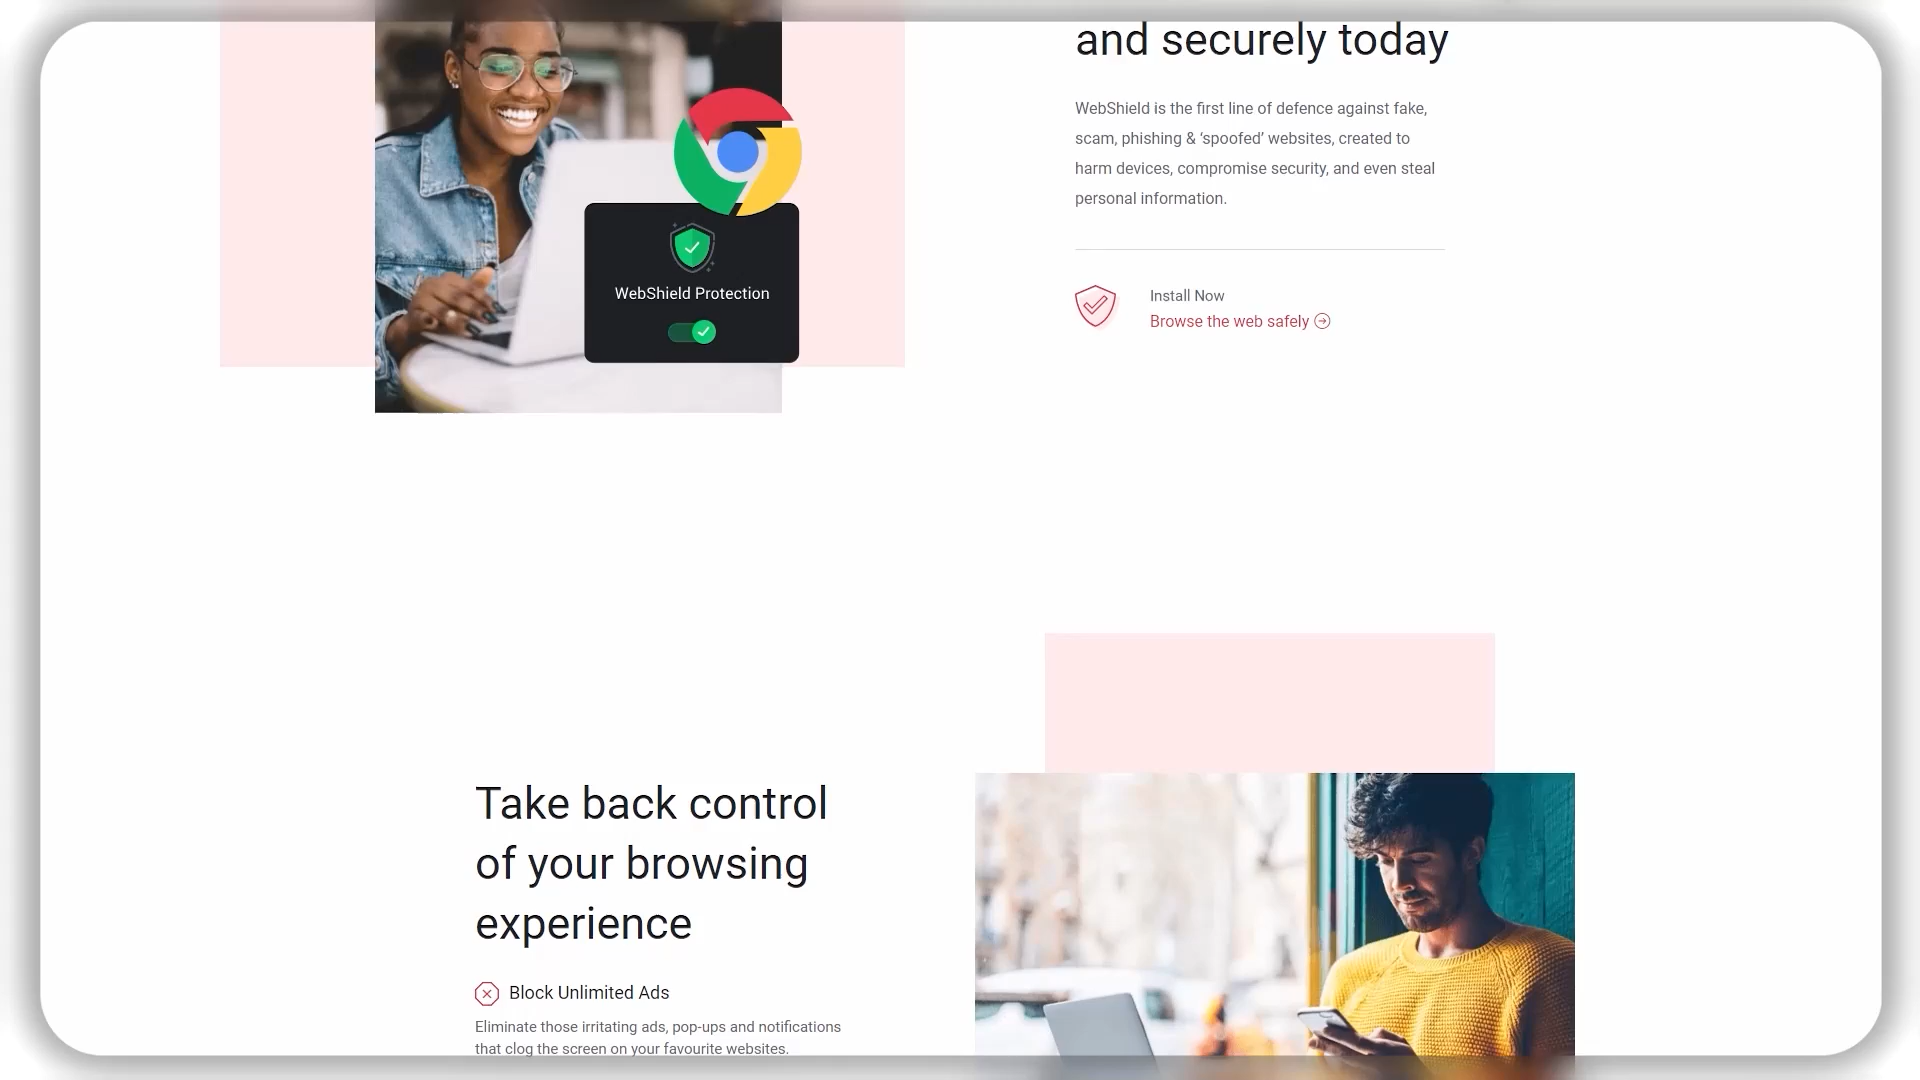 and securely today
WebShield is the first line of defence against fake,
scam, phishing & ‘spoofed’ websites, created to
harm devices, compromise security, and even steal
personal information.
WebShield Protection
Install Now
Browse the web safely
Take back control
of your browsing
experience
Block Unlimited Ads
Eliminate those irritating ads, pop-ups and notifications
that clog the screen on your favourite websites.